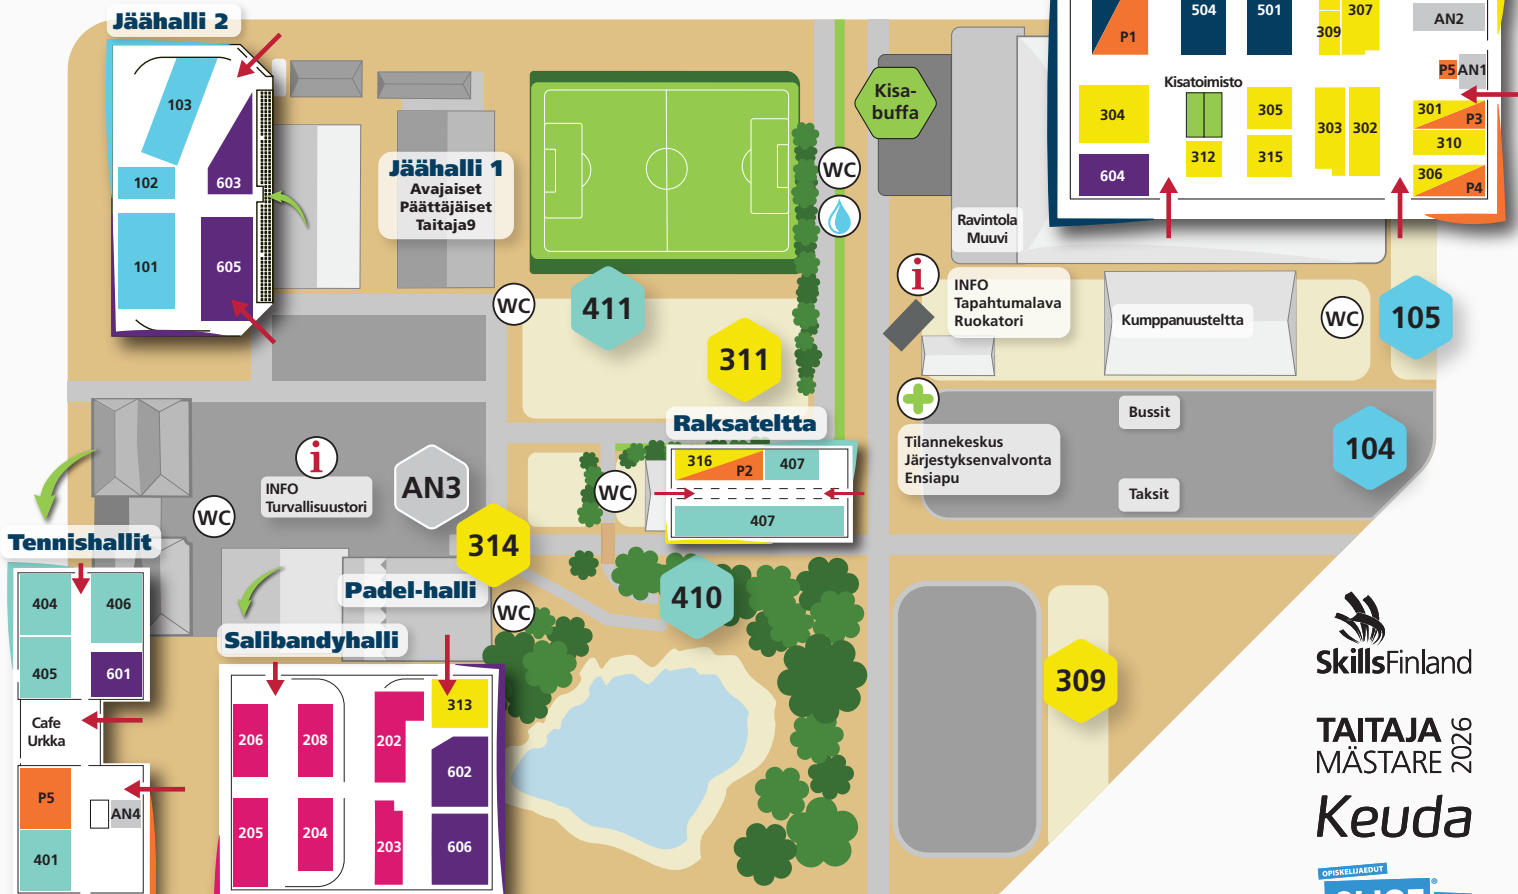 Jäähalli 2
103
102
603
101
605
Jäähalli 1
Avajaiset
Päättäjäiset
Taitaja9
WC
411
311
Kisa-
buffa
WC
P1
504
501
309
307
AN2
P5
AN1
Kisatoimisto
304
305
303
302
301
P3
310
312
315
306
P4
604
Ravintola
Muuvi
i
INFO
Tapahtumalava
Ruokatori
Kumppanuusteltta
WC
105
Bussit
Taksit
104
Tilannekeskus
Järjestyksenvalvonta
Ensiapu
Raksateltta
316
P2
407
407
WC
i
INFO
Turvallisuustori
AN3
WC
314
410
WC
Tennishallit
404
406
405
601
Cafe
Urkka
P5
AN4
401
Padel-halli
Salibandyhalli
313
206
208
202
602
205
204
203
606
309
SkillsFinland
TAITAJA
MÄSTARE
2026
Keuda
OPISKELIJAEDUT